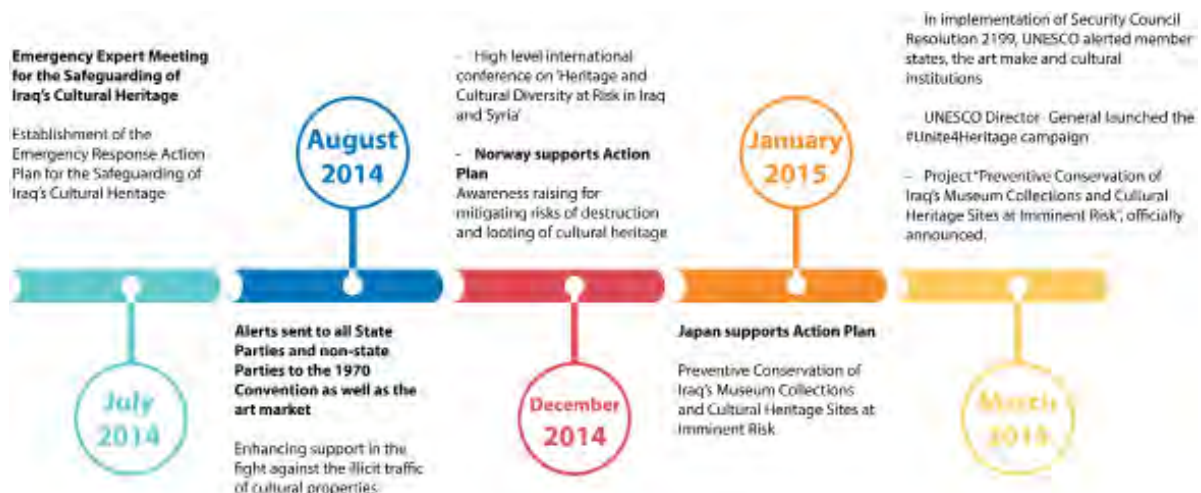 Emergency Expert Meeting
for the Safeguarding of
Iraq's Cultural Heritage
Establishment of the
Emergency Response Action
Plan for the Safeguarding of
Iraq's Cultural Heritage
July
2014
August
2014
Alerts sent to all State
Parties and non-state
Parties to the 1970
Convention as well as the
art market
Enhancing support in the
fight against the illicit traffic
of cultural properties
- High level international
conference on 'Heritage and
Cultural Diversity at Risk in Iraq
and Syria'
- Norway supports Action
Plan
Awareness raising for
mitigating risks of destruction
and looting of cultural heritage
December
2014
January
2015
Japan supports Action Plan
Preventive Conservation of
Iraq's Museum Collections
and Cultural Heritage Sites at
Imminent Risk
- In implementation of Security Council
Resolution 2199, UNESCO alerted member
states, the art make and cultural
institutions
- UNESCO Director General launched the
#Unite4Heritage campaign
- Project "Preventive Conservation of
Iraq's Museum Collections and Cultural
Heritage Sites at Imminent Risk", officially
announced.
March
2015